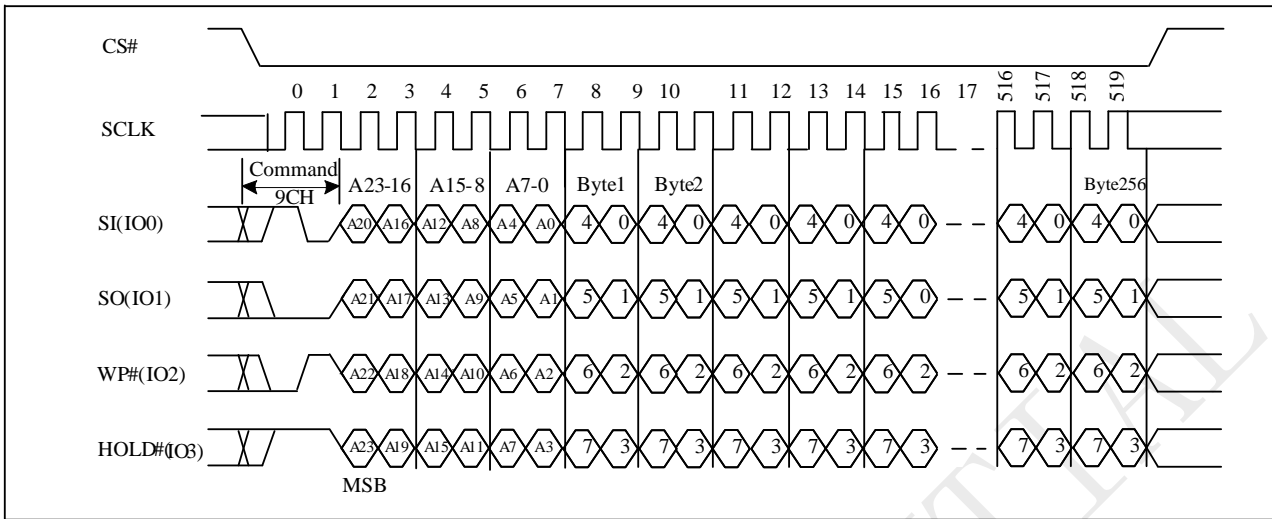 CS#
0 1 2 3 4 5 6 7 8 9 10 11 12 13 14 15 16 17 516 517 518 519
SCLK
Command
9CH
A23-16 A15-8 A7-0 Byte1 Byte2 Byte256
SI(IO0) A20 A16 A12 A8 A4 A0 4 0 4 0 4 0 4 0 4 0 4 0 4 0
SO(IO1) A21 A17 A13 A9 A5 A1 5 1 5 1 5 1 5 1 5 0 5 1 5 1
WP#(IO2) A22 A18 A14 A10 A6 A2 6 2 6 2 6 2 6 2 6 2 6 2 6 2
HOLD#(IO3) A23 A19 A15 A11 A7 A3 7 3 7 3 7 3 7 3 7 3 7 3 7 3
MSB